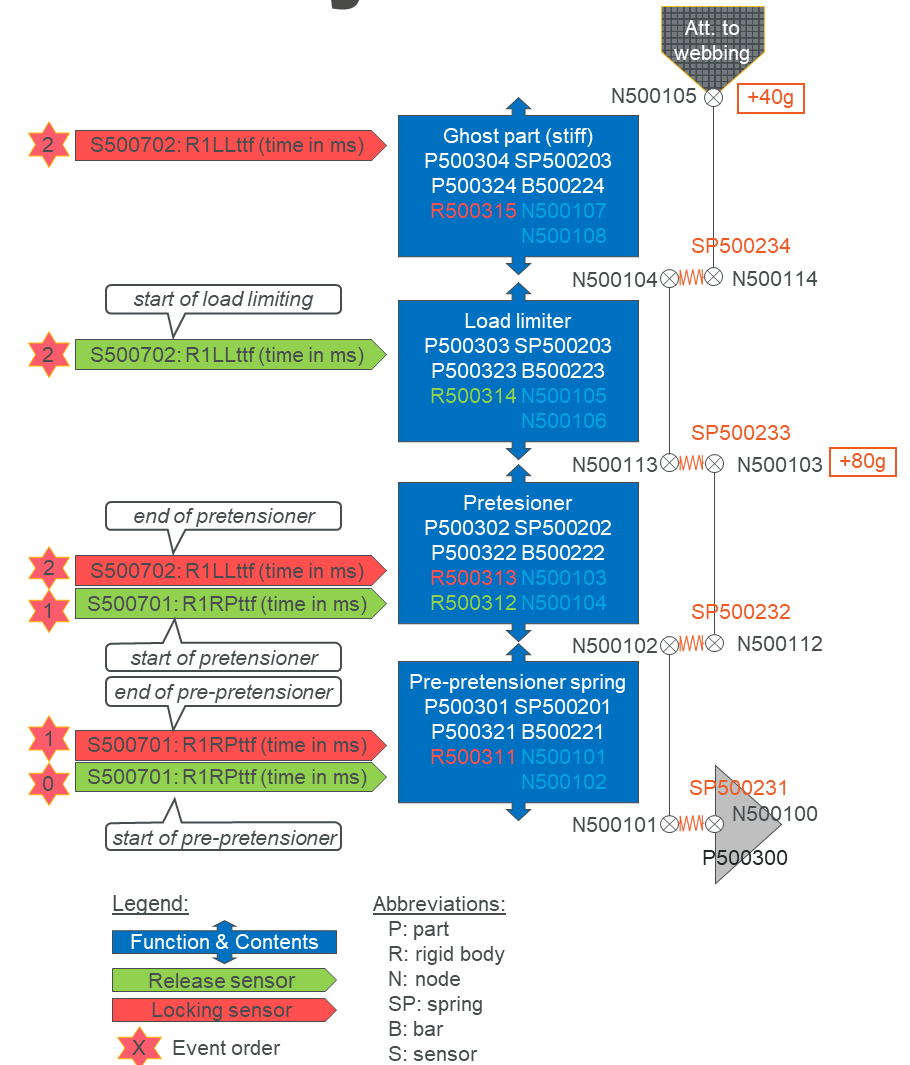 Att. to
webbing
N500105
+40g
2
S500702: R1LLttf (time in ms)
Ghost part (stiff)
P500304 SP500203
P500324 B500224
R500315 N500107
N500108
SP500234
N500104
N500114
start of load limiting
2
S500702: R1LLttf (time in ms)
Load limiter
P500303 SP500203
P500323 B500223
R500314 N500105
N500106
SP500233
N500113
N500103
+80g
end of pretensioner
2
S500702: R1LLttf (time in ms)
1
S500701: R1RPttf (time in ms)
start of pretensioner
Pretesioner
P500302 SP500202
P500322 B500222
R500313 N500103
R500312 N500104
SP500232
N500102
N500112
end of pre-pretensioner
1
S500701: R1RPttf (time in ms)
0
S500701: R1RPttf (time in ms)
start of pre-pretensioner
Pre-pretensioner spring
P500301 SP500201
P500321 B500221
R500311 N500101
N500102
SP500231
N500100
N500101
P500300
Legend:
Function & Contents
Release sensor
Locking sensor
X Event order
Abbreviations:
P: part
R: rigid body
N: node
SP: spring
B: bar
S: sensor